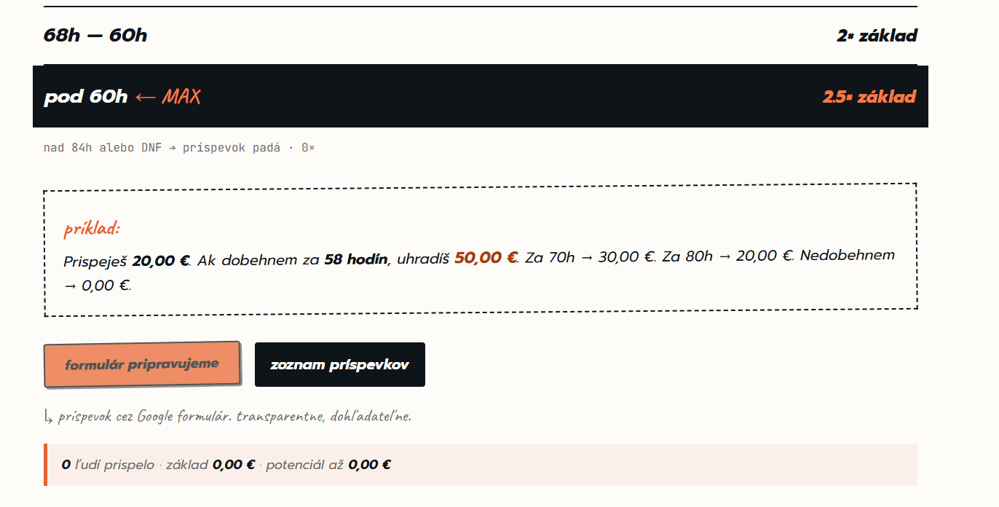 68h — 60h 2× základ
pod 60h ← MAX 2.5× základ
nad 84h alebo DNF → príspevok padá · 0×
príklad:
Prispeješ 20,00 €. Ak dobehnem za 58 hodín, uhradíš 50,00 €. Za 70h → 30,00 €. Za 80h → 20,00 €. Nedobehnem
→ 0,00 €.
formulár pripravujeme zoznam príspevkov
↳ príspevok cez Google formulár. transparentne, dohľadateľne.
0 ľudí prispelo · základ 0,00 € · potenciál až 0,00 €